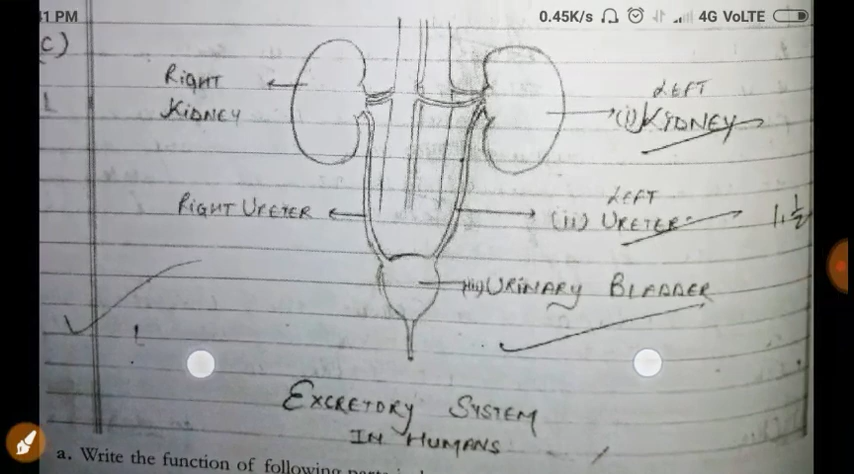 1 PM
0.45K/s
4G VoLTE
C)
RIGHT
KIDNEY
LEFT
(i) KIDNEY
RIGHT URETER
LEFT
(ii) URETER
1½
(iii) URINARY BLADDER
EXCRETORY SYSTEM
IN HUMANS
a. Write the function of following